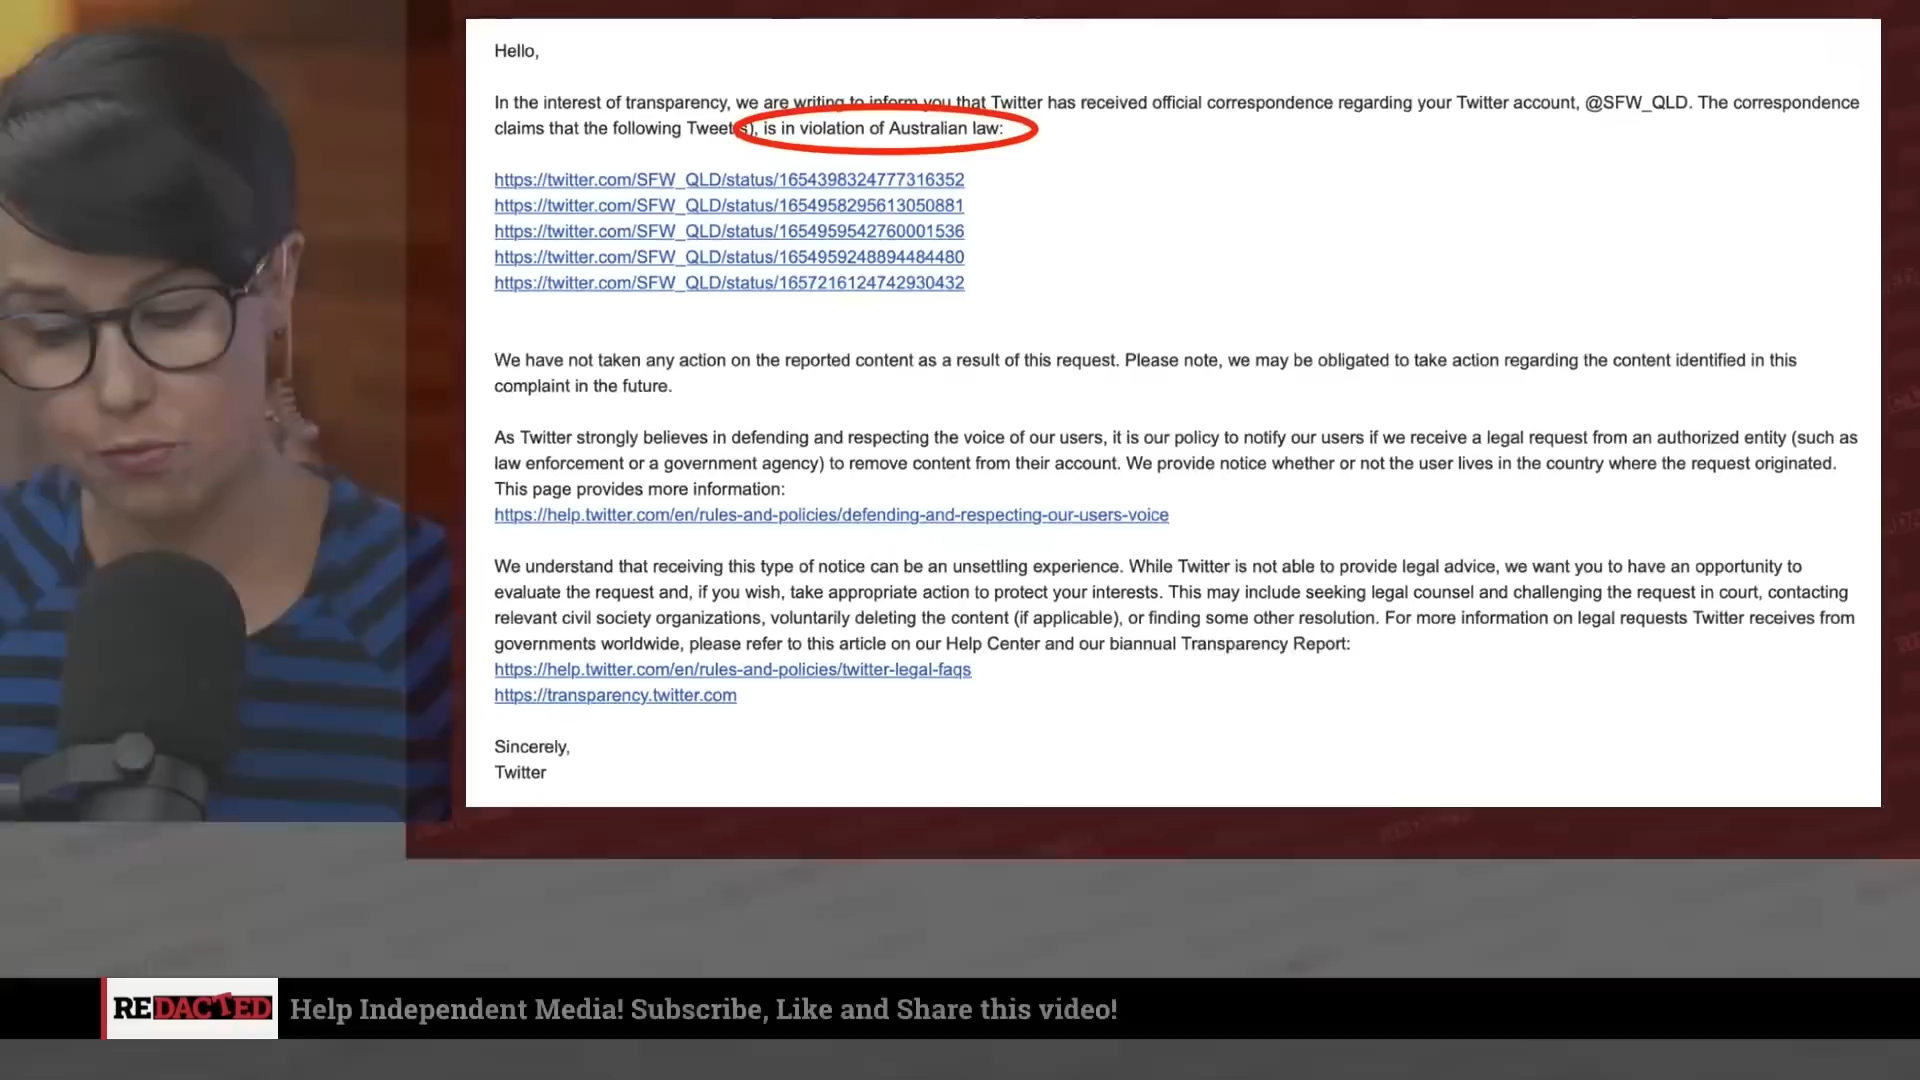 Hello,
In the interest of transparency, we are writing to inform you that Twitter has received official correspondence regarding your Twitter account, @SFW_QLD. The correspondence
claims that the following Tweet(s), is in violation of Australian law:
https://twitter.com/SFW_QLD/status/1654398324777316352
https://twitter.com/SFW_QLD/status/1654958295613050881
https://twitter.com/SFW_QLD/status/1654959542760001536
https://twitter.com/SFW_QLD/status/1654959248894484480
https://twitter.com/SFW_QLD/status/1657216124742930432
We have not taken any action on the reported content as a result of this request. Please note, we may be obligated to take action regarding the content identified in this
complaint in the future.
As Twitter strongly believes in defending and respecting the voice of our users, it is our policy to notify our users if we receive a legal request from an authorized entity (such as
law enforcement or a government agency) to remove content from their account. We provide notice whether or not the user lives in the country where the request originated.
This page provides more information:
https://help.twitter.com/en/rules-and-policies/defending-and-respecting-our-users-voice
We understand that receiving this type of notice can be an unsettling experience. While Twitter is not able to provide legal advice, we want you to have an opportunity to
evaluate the request and, if you wish, take appropriate action to protect your interests. This may include seeking legal counsel and challenging the request in court, contacting
relevant civil society organizations, voluntarily deleting the content (if applicable), or finding some other resolution. For more information on legal requests Twitter receives from
governments worldwide, please refer to this article on our Help Center and our biannual Transparency Report:
https://help.twitter.com/en/rules-and-policies/twitter-legal-faqs
https://transparency.twitter.com
Sincerely,
Twitter
REDACTED Help Independent Media! Subscribe, Like and Share this video!